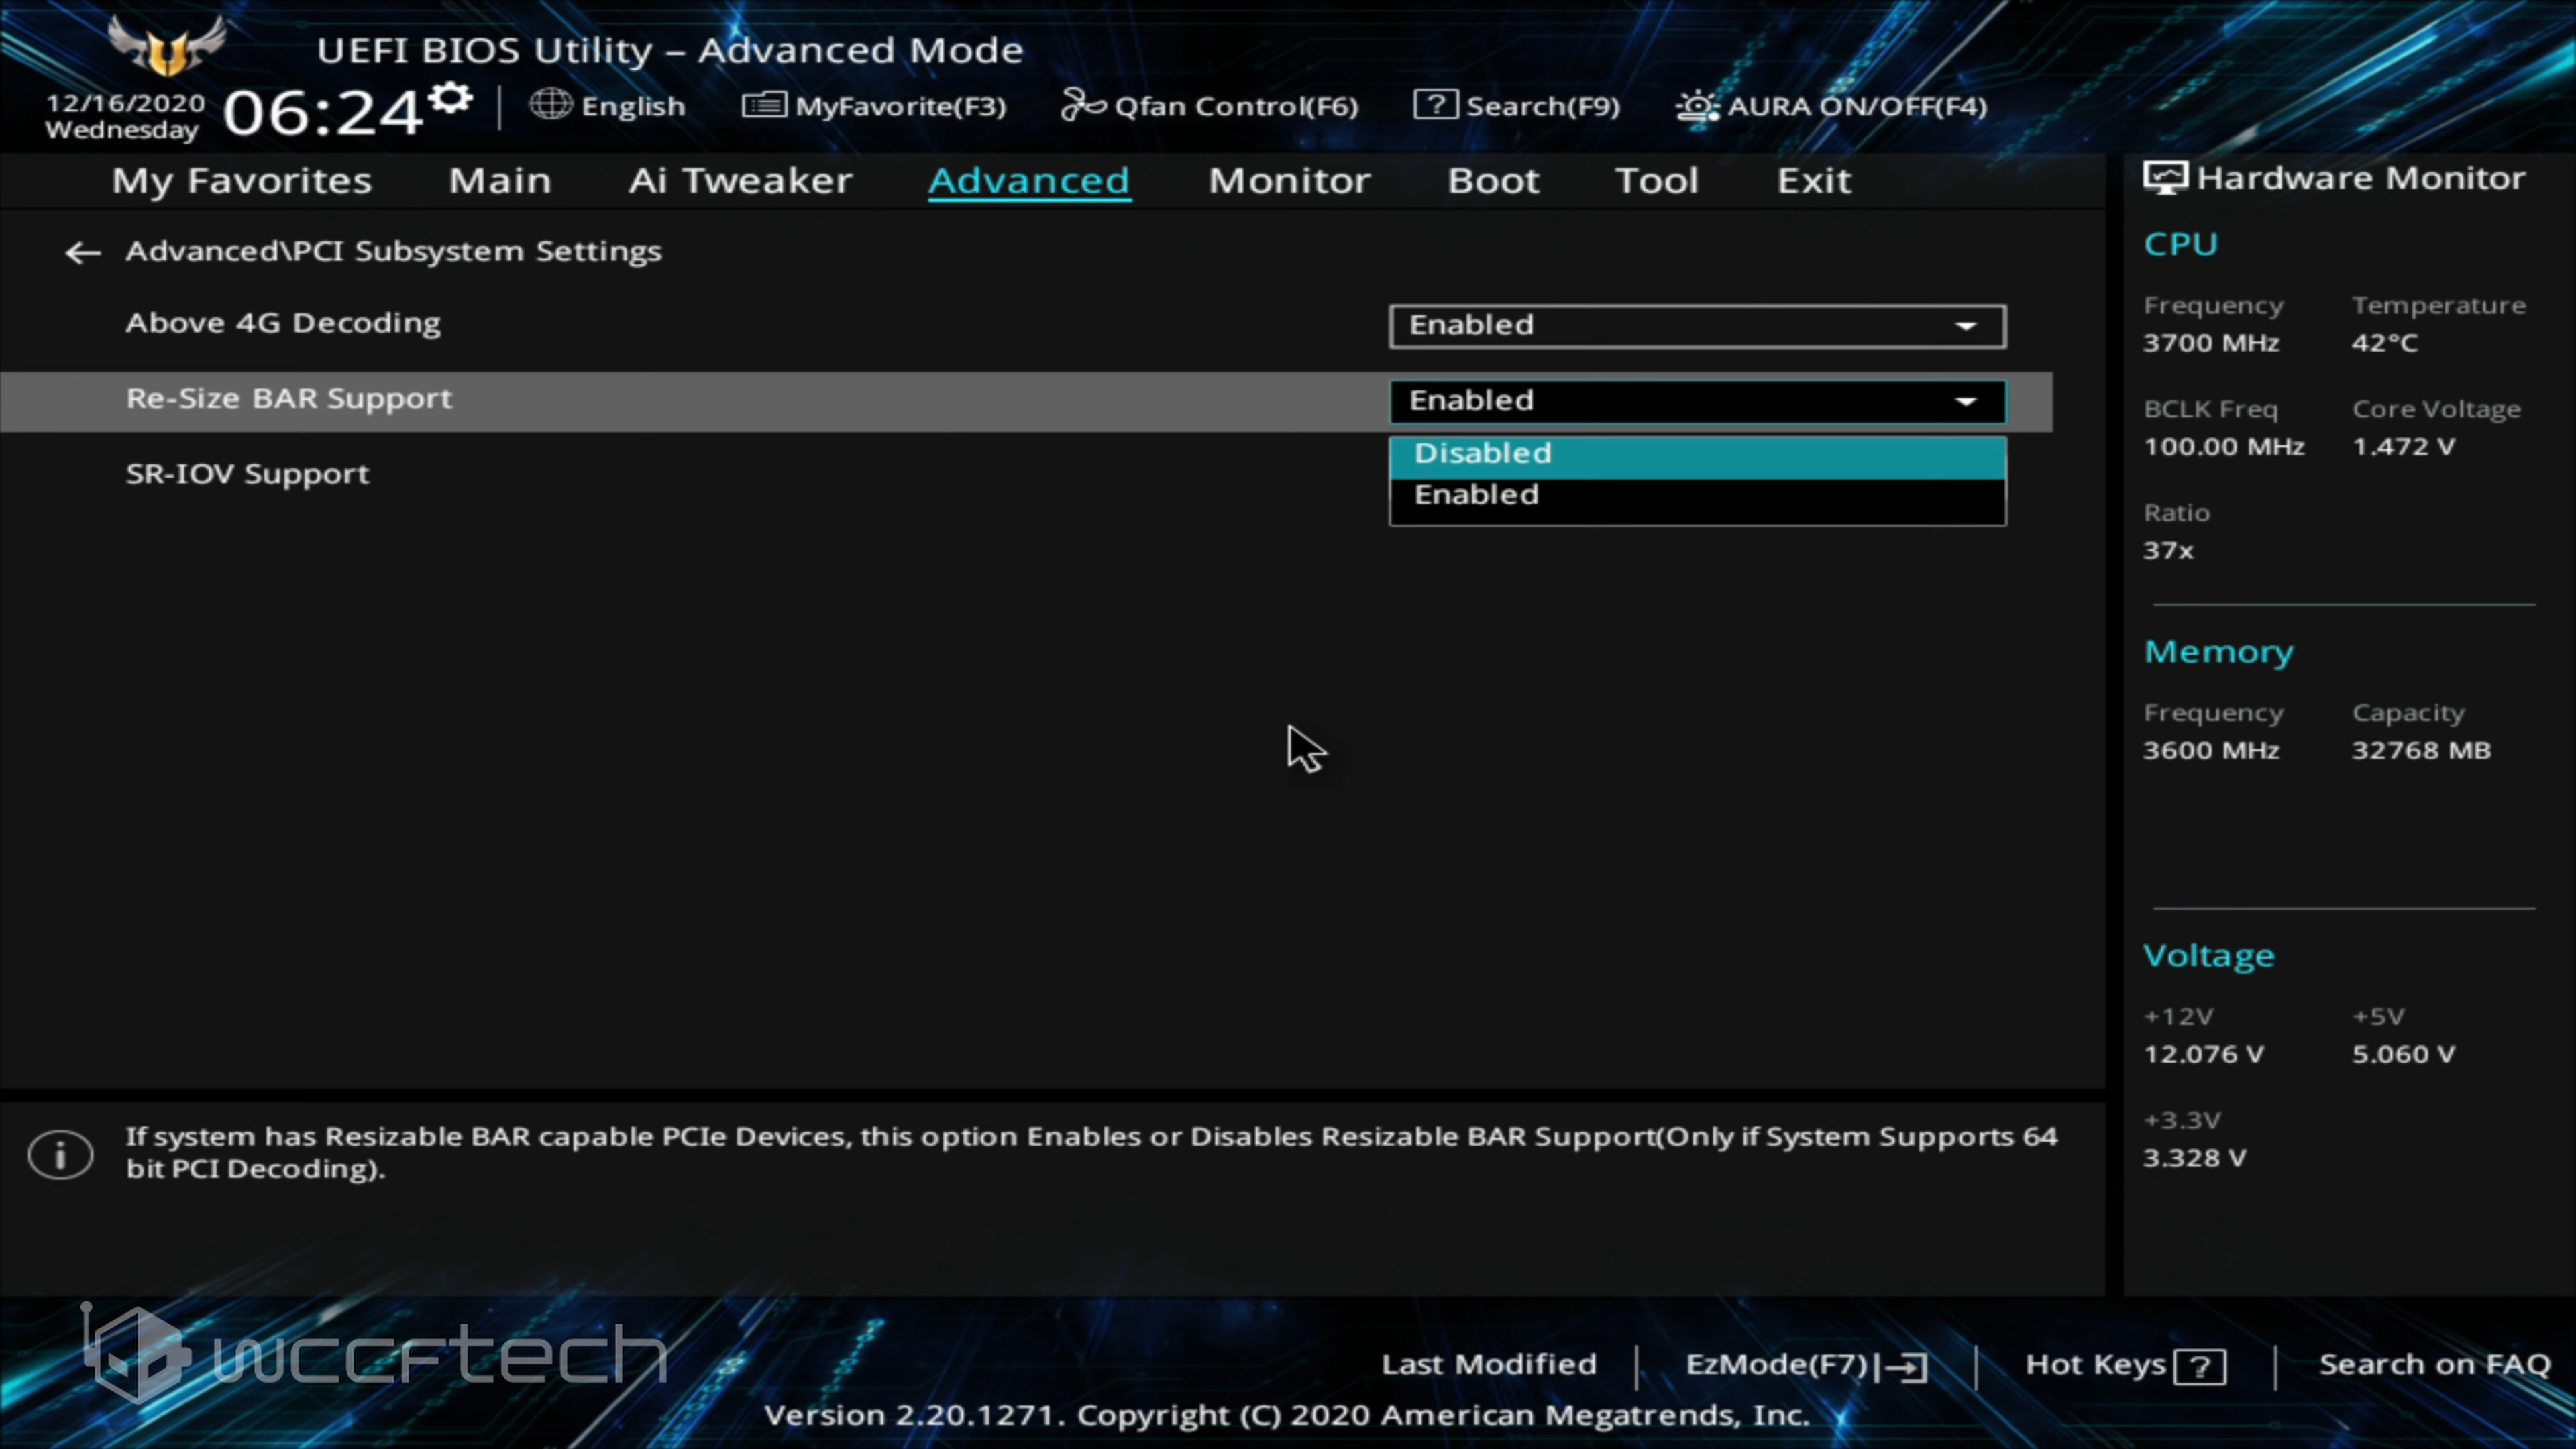 UEFI BIOS Utility – Advanced Mode
12/16/2020
Wednesday
06:24
English
MyFavorite(F3)
Qfan Control(F6)
? Search(F9)
AURA ON/OFF(F4)
My Favorites
Main
Ai Tweaker
Advanced
Monitor
Boot
Tool
Exit
Advanced\PCI Subsystem Settings
Above 4G Decoding
Enabled
Re-Size BAR Support
Enabled
Disabled
Enabled
SR-IOV Support
If system has Resizable BAR capable PCIe Devices, this option Enables or Disables Resizable BAR Support(Only if System Supports 64
bit PCI Decoding).
Hardware Monitor
CPU
Frequency
Temperature
3700 MHz
42°C
BCLK Freq
Core Voltage
100.00 MHz
1.472 V
Ratio
37x
Memory
Frequency
Capacity
3600 MHz
32768 MB
Voltage
+12V
+5V
12.076 V
5.060 V
+3.3V
3.328 V
wccftech
Last Modified
EzMode(F7)
Hot Keys ?
Search on FAQ
Version 2.20.1271. Copyright (C) 2020 American Megatrends, Inc.